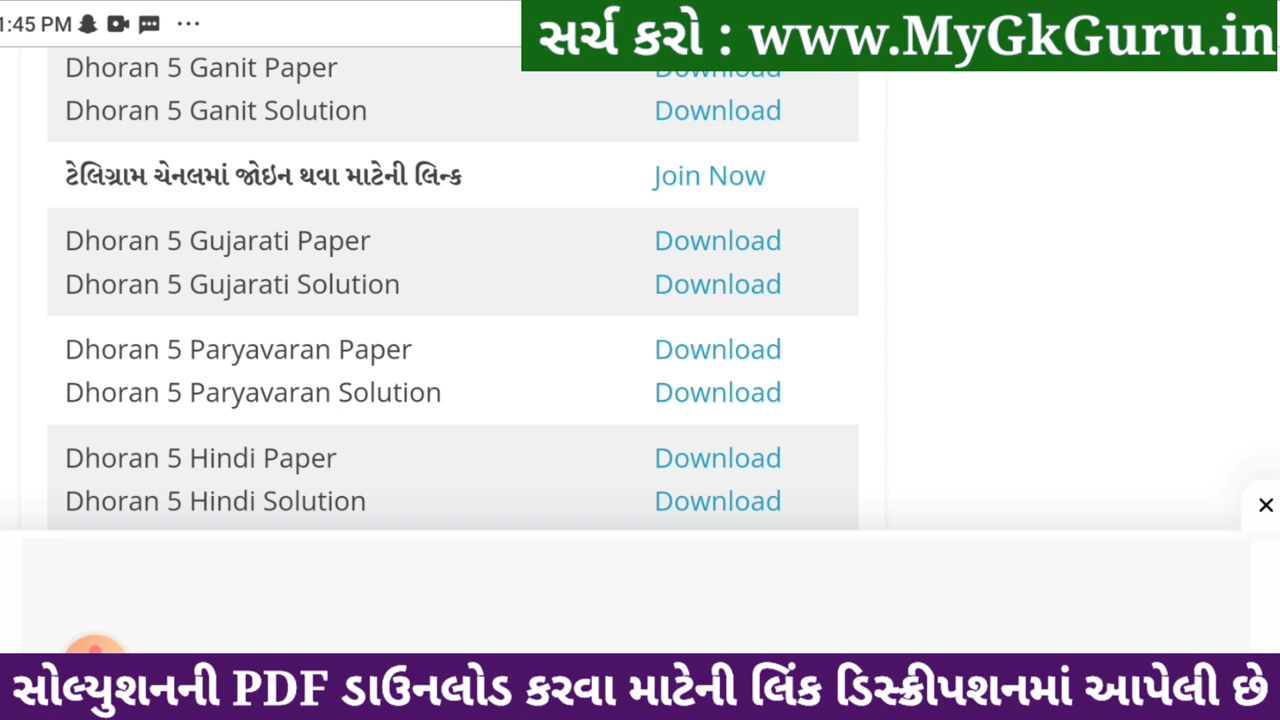 1:45 PM
સર્ચ કરો : www.MyGkGuru.in
Dhoran 5 Ganit Paper Download
Dhoran 5 Ganit Solution Download
ટેલિગ્રામ ચેનલમાં જોઇન થવા માટેની લિન્ક Join Now
Dhoran 5 Gujarati Paper Download
Dhoran 5 Gujarati Solution Download
Dhoran 5 Paryavaran Paper Download
Dhoran 5 Paryavaran Solution Download
Dhoran 5 Hindi Paper Download
Dhoran 5 Hindi Solution Download
સોલ્યુશનની PDF ડાઉનલોડ કરવા માટેની લિંક ડિસ્ક્રીપશનમાં આપેલી છે